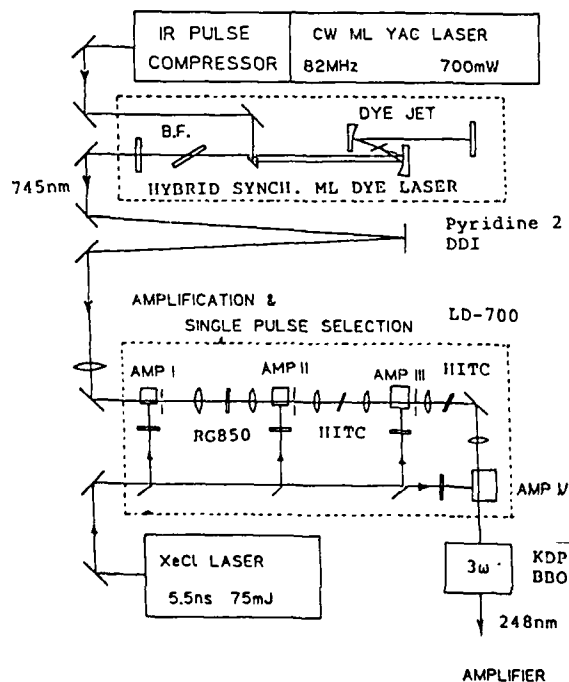 IR PULSE
COMPRESSOR
CW ML YAG LASER
82MHz 700mW
DYE JET
B.F.
HYBRID SYNCH. ML DYE LASER
745nm
Pyridine 2
DDI
AMPLIFICATION &
SINGLE PULSE SELECTION
LD-700
AMP I
AMP II
AMP III
HITC
RG850
HITC
AMP IV
XeCl LASER
5.5ns 75mJ
3ω
KDP
BBO
248nm
AMPLIFIER